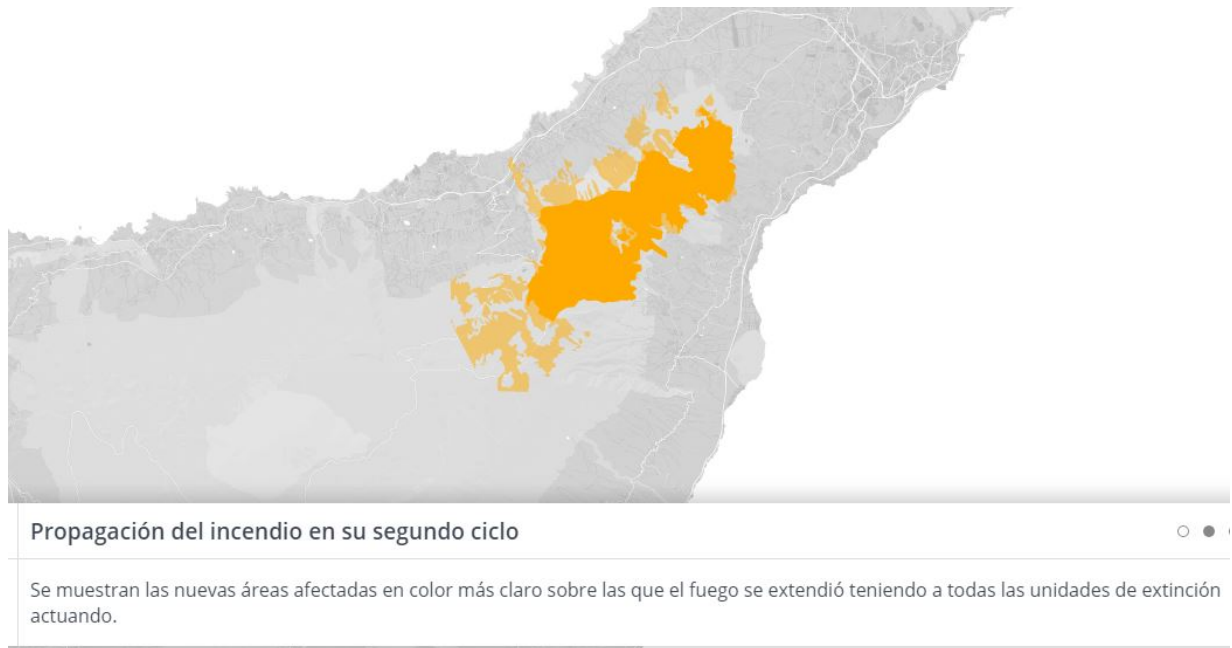 Propagación del incendio en su segundo ciclo
Se muestran las nuevas áreas afectadas en color más claro sobre las que el fuego se extendió teniendo a todas las unidades de extinción
actuando.